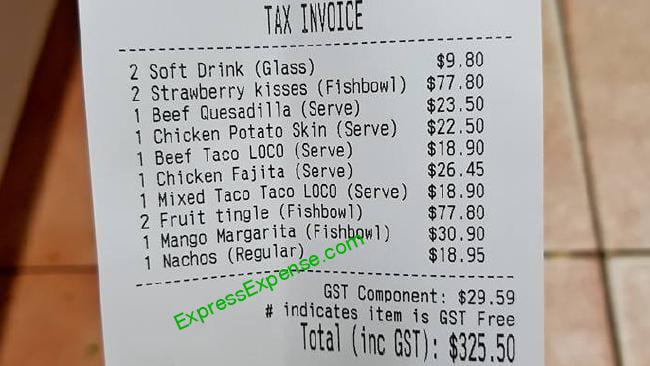 TAX INVOICE
2 Soft Drink (Glass) $9.80
2 Strawberry kisses (Fishbowl) $77.80
1 Beef Quesadilla (Serve) $23.50
1 Chicken Potato Skin (Serve) $22.50
1 Beef Taco LOCO (Serve) $18.90
1 Chicken Fajita (Serve) $26.45
1 Mixed Taco Taco LOCO (Serve) $18.90
2 Fruit tingle (Fishbowl) $77.80
1 Mango Margarita (Fishbowl) $30.90
1 Nachos (Regular) $18.95
ExpressExpense.com
GST Component: $29.59
# indicates item is GST Free
Total (inc GST): $325.50